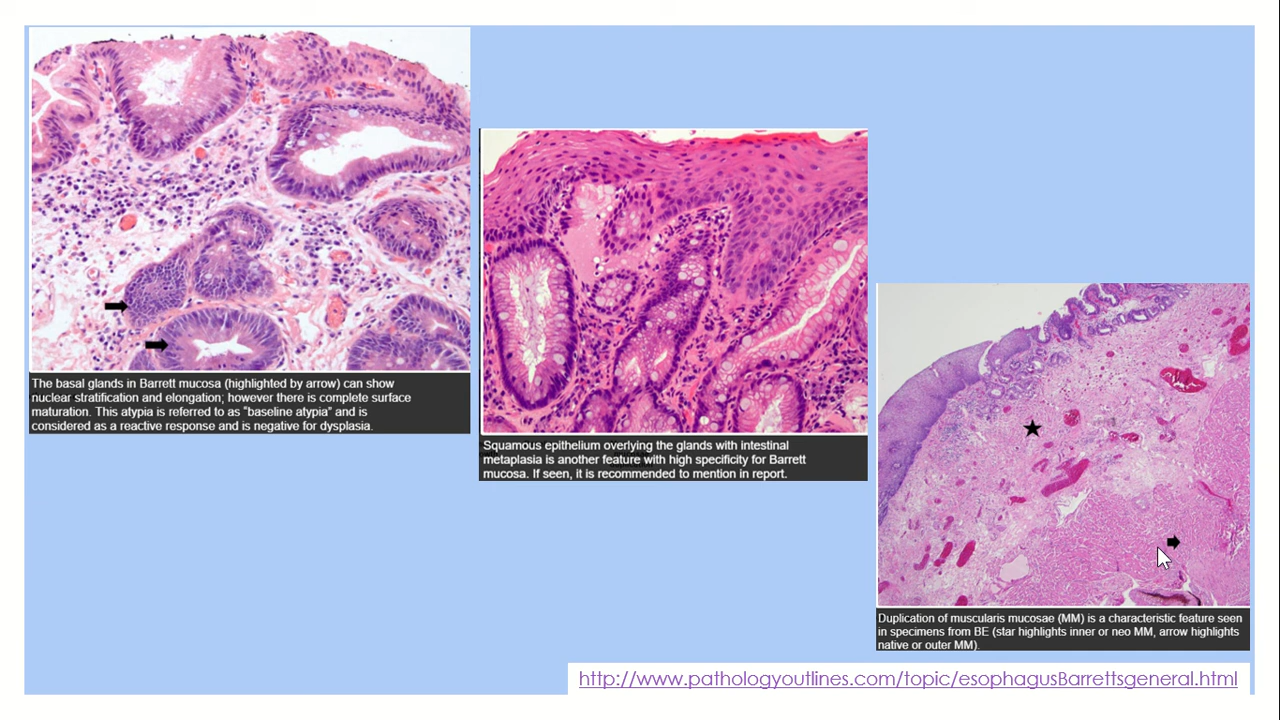 The basal glands in Barrett mucosa (highlighted by arrow) can show
nuclear stratification and elongation; however there is complete surface
maturation. This atypia is referred to as “baseline atypia” and is
considered as a reactive response and is negative for dysplasia.
Squamous epithelium overlying the glands with intestinal
metaplasia is another feature with high specificity for Barrett
mucosa. If seen, it is recommended to mention in report.
Duplication of muscularis mucosae (MM) is a characteristic feature seen
in specimens from BE (star highlights inner or neo MM, arrow highlights
native or outer MM).
http://www.pathologyoutlines.com/topic/esophagusBarrettsgeneral.html